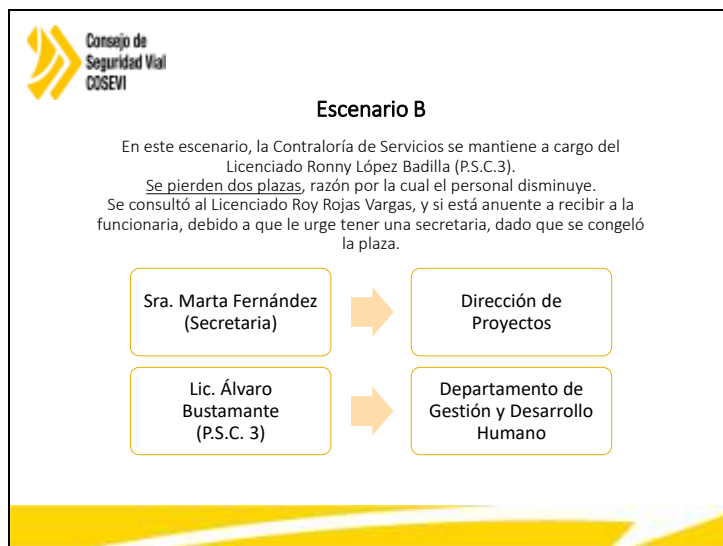 Consejo de
Seguridad Vial
COSEVI
Escenario B
En este escenario, la Contraloría de Servicios se mantiene a cargo del
Licenciado Ronny López Badilla (P.S.C.3).
Se pierden dos plazas, razón por la cual el personal disminuye.
Se consultó al Licenciado Roy Rojas Vargas, y si está anuente a recibir a la
funcionaria, debido a que le urge tener una secretaria, dado que se congeló
la plaza.
Sra. Marta Fernández
(Secretaria)
Dirección de
Proyectos
Lic. Álvaro
Bustamante
(P.S.C. 3)
Departamento de
Gestión y Desarrollo
Humano